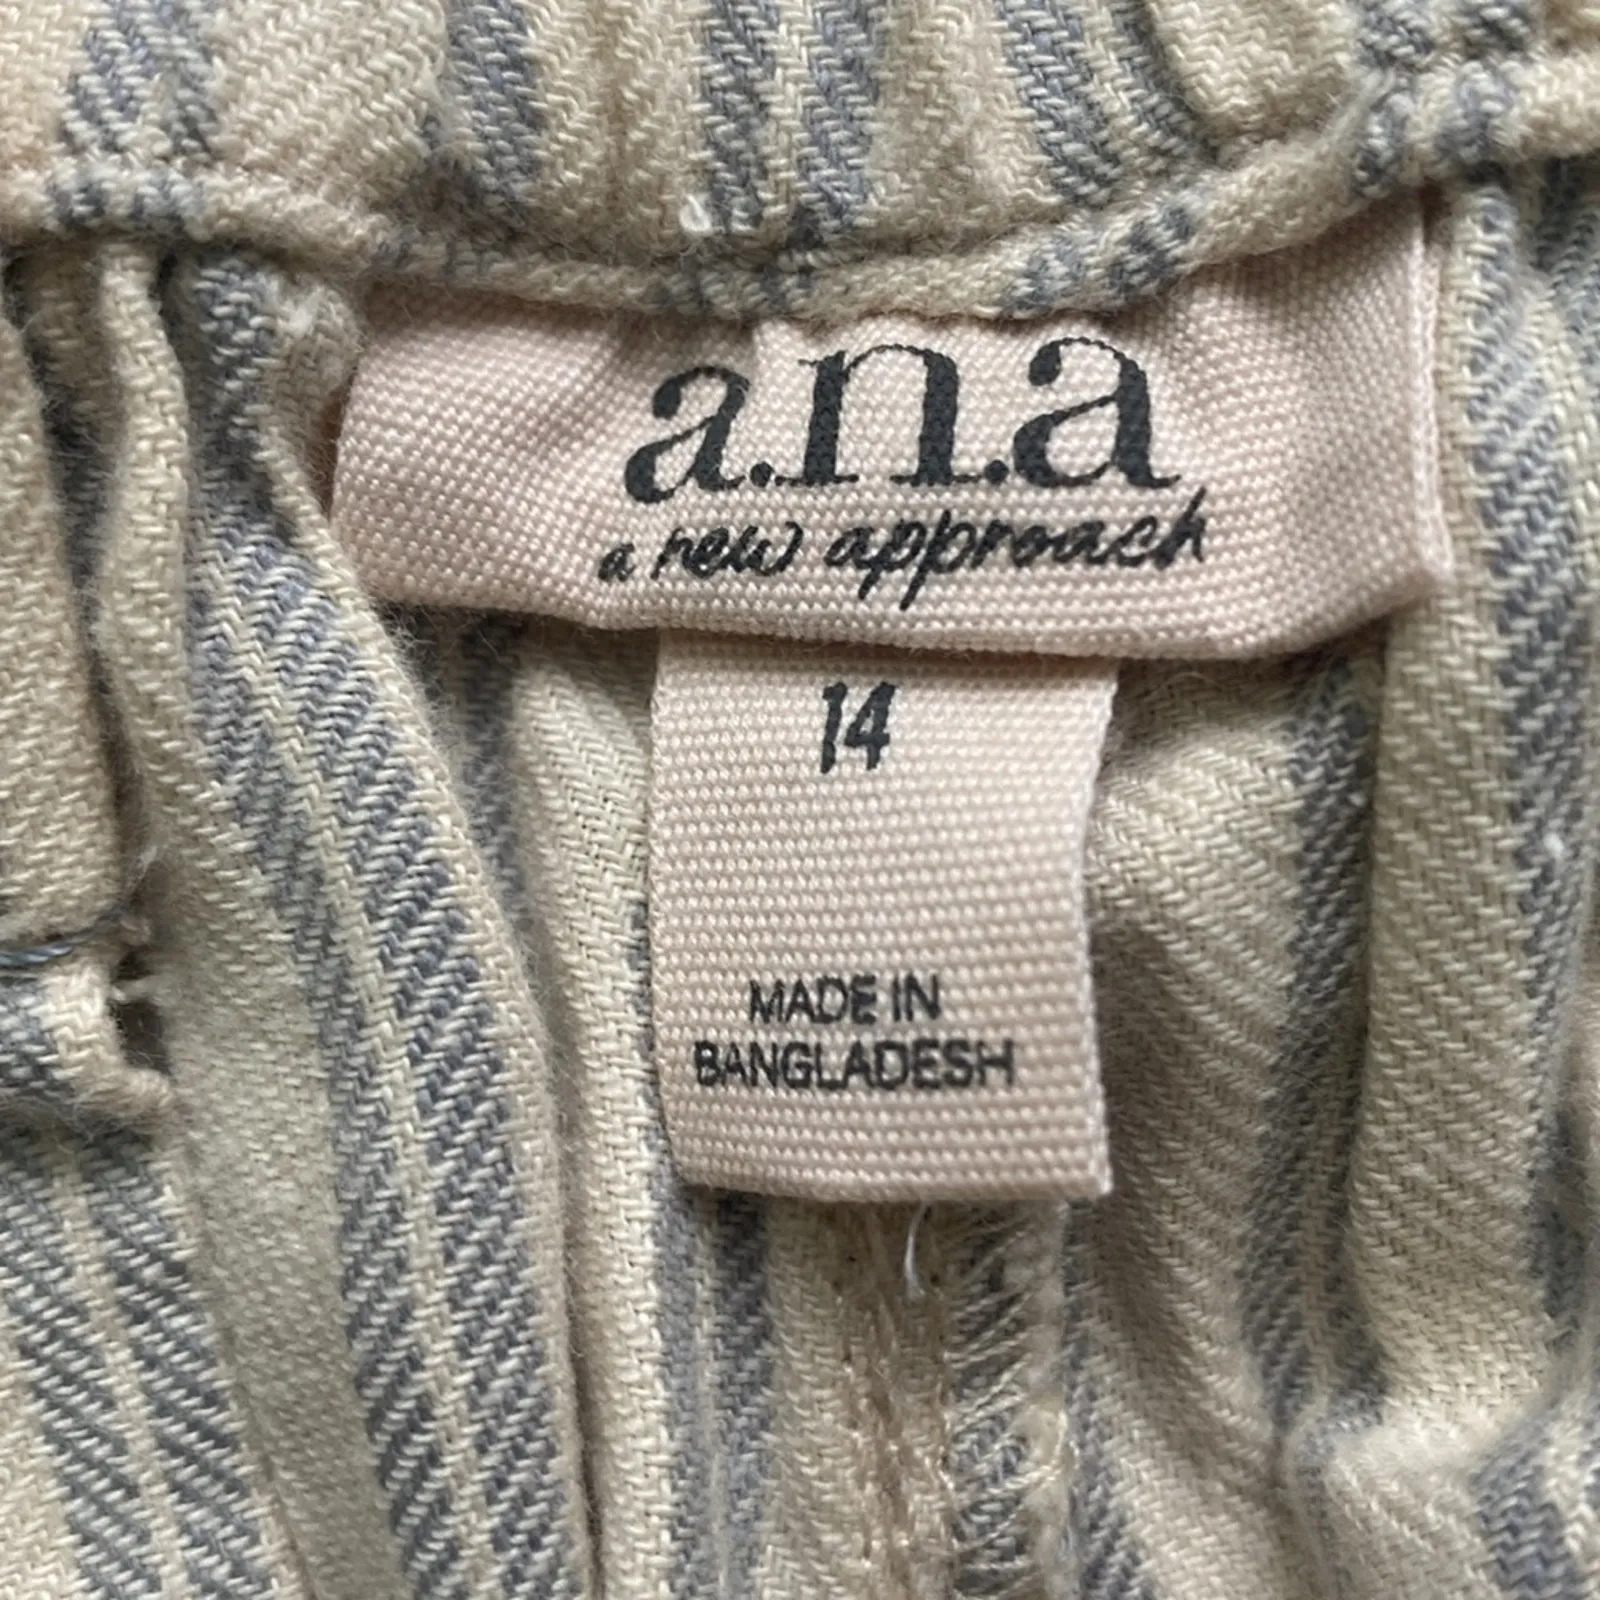 a.n.a
a new approach
14
MADE IN
BANGLADESH